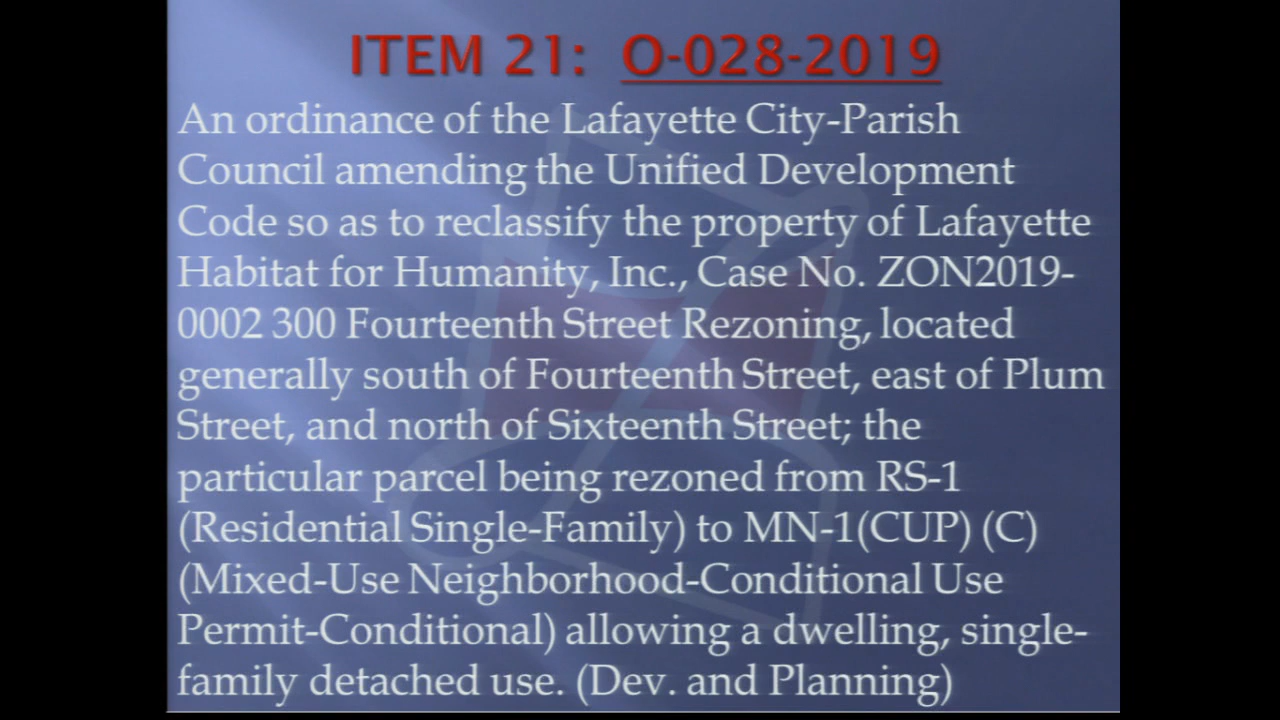 ITEM 21: O-028-2019
An ordinance of the Lafayette City-Parish
Council amending the Unified Development
Code so as to reclassify the property of Lafayette
Habitat for Humanity, Inc., Case No. ZON2019-
0002 300 Fourteenth Street Rezoning, located
generally south of Fourteenth Street, east of Plum
Street, and north of Sixteenth Street; the
particular parcel being rezoned from RS-1
(Residential Single-Family) to MN-1(CUP) (C)
(Mixed-Use Neighborhood-Conditional Use
Permit-Conditional) allowing a dwelling, single-
family detached use. (Dev. and Planning)